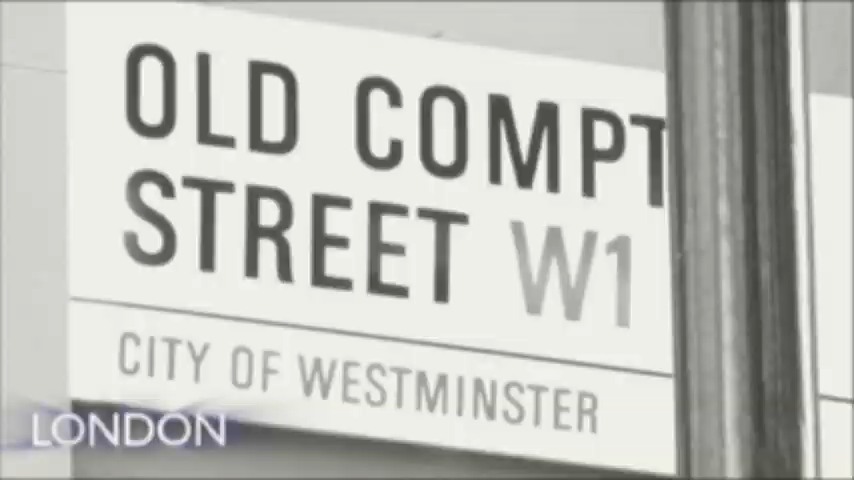 OLD COMPT
STREET W1
CITY OF WESTMINSTER
LONDON